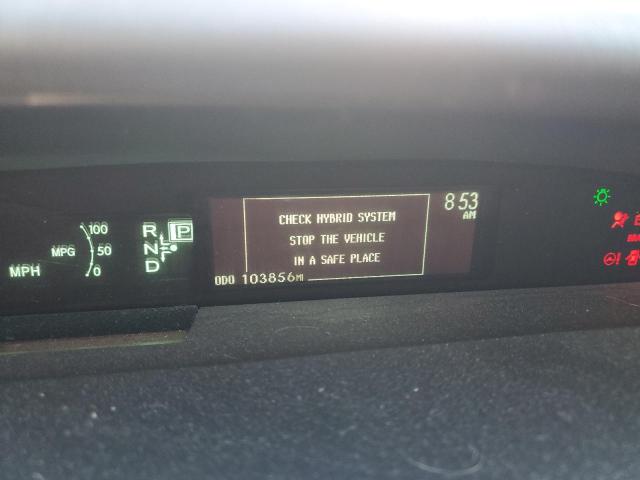 100
MPG 50
MPH 0
R P
N
D
CHECK HYBRID SYSTEM
STOP THE VEHICLE
IN A SAFE PLACE
ODO 103856MI
8:53
AM